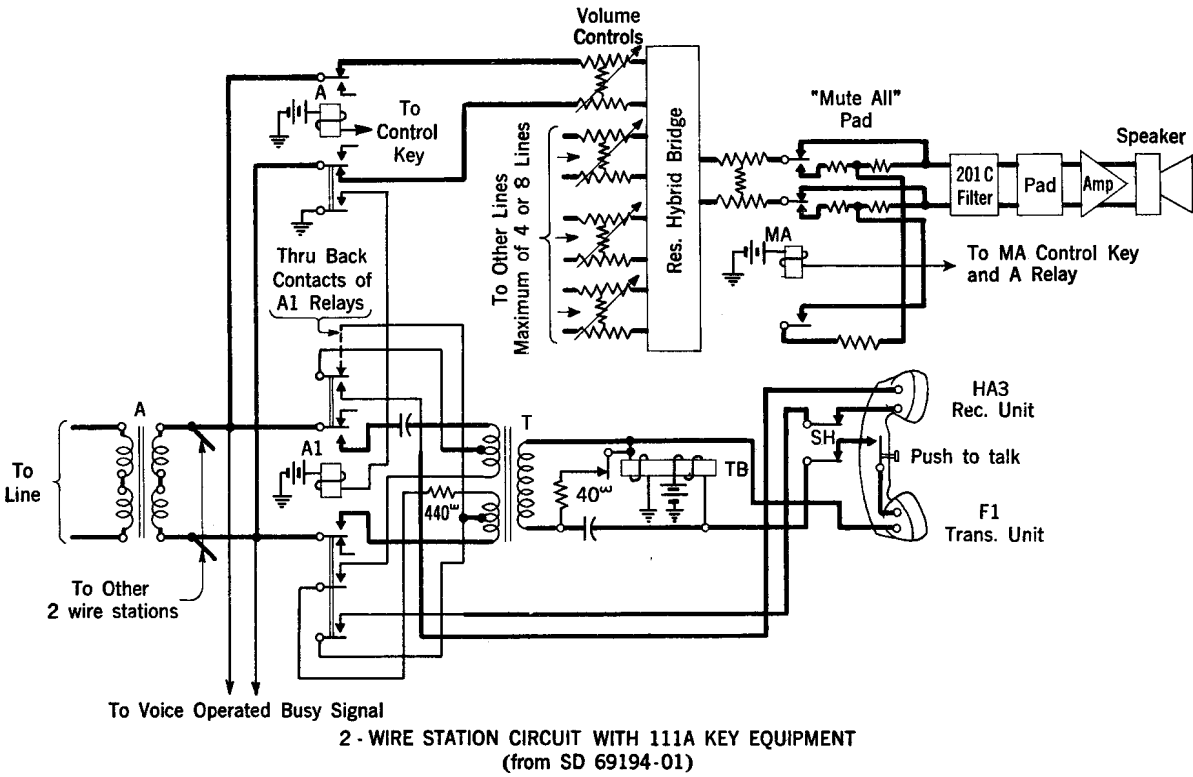 Volume
Controls
A
To
Control
Key
"Mute All"
Pad
Speaker
To Other Lines
Maximum of 4 or 8 Lines
Res. Hybrid Bridge
201 C
Filter
Pad
Amp
MA
To MA Control Key
and A Relay
Thru Back
Contacts of
A1 Relays
A
To
Line
A1
T
440ω
40ω
TB
SH
HA3
Rec. Unit
Push to talk
F1
Trans. Unit
To Other
2 wire stations
To Voice Operated Busy Signal
2 - WIRE STATION CIRCUIT WITH 111A KEY EQUIPMENT
(from SD 69194-01)